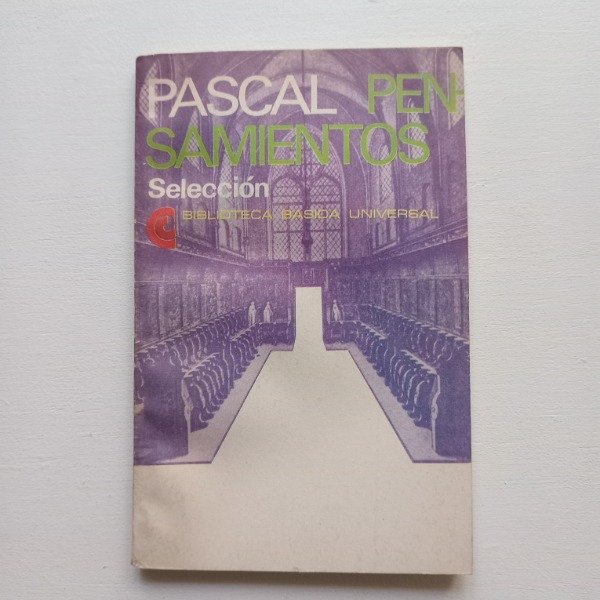 PASCAL PEN-
SAMIENTOS
Selección
BIBLIOTECA BASICA UNIVERSAL